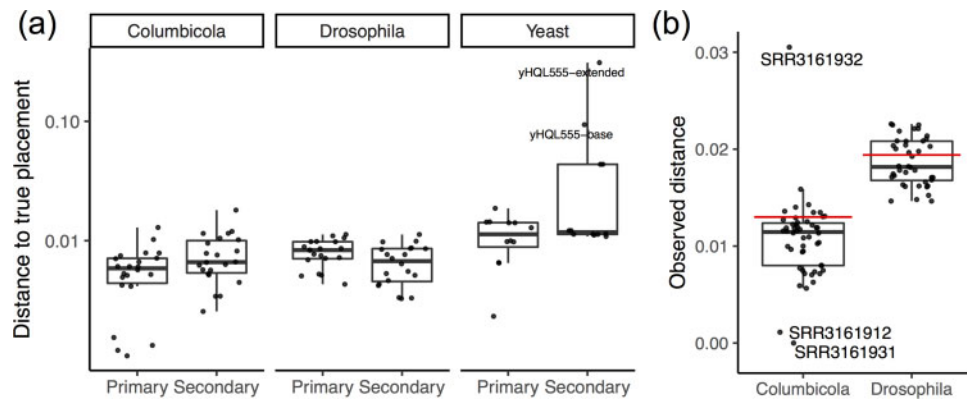 (a)
Columbicola Drosophila Yeast
Distance to true placement
0.10
0.01
yHQL555-extended
yHQL555-base
Primary Secondary Primary Secondary Primary Secondary
(b)
Observed distance
0.03
0.02
0.01
0.00
SRR3161932
SRR3161912
SRR3161931
Columbicola Drosophila